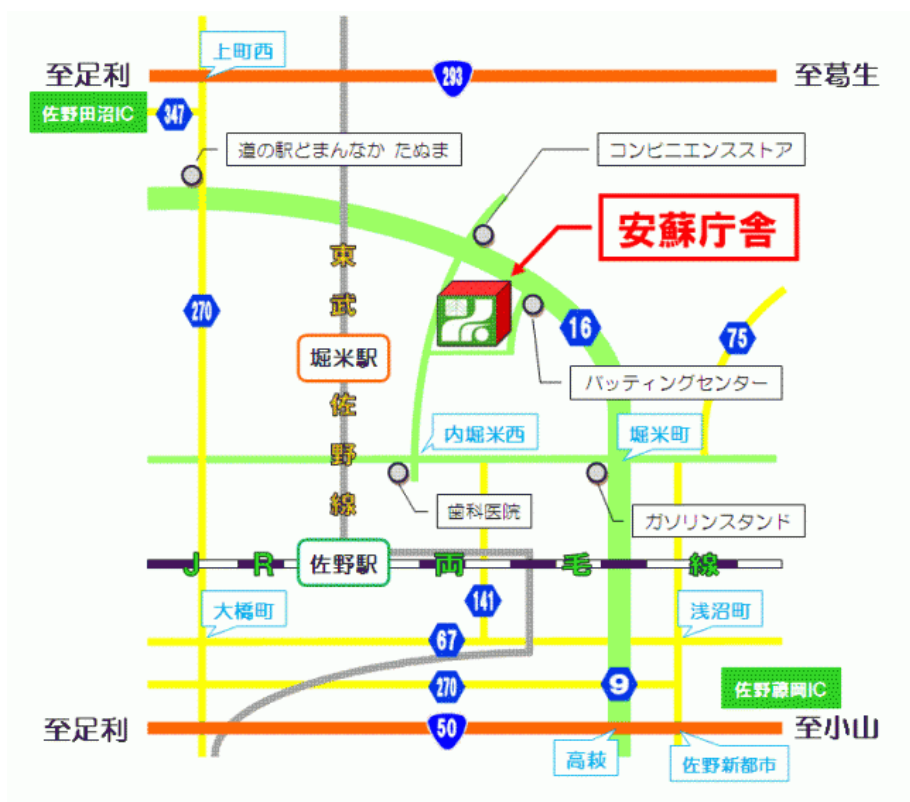 上町西
至足利
293
至葛生
佐野田沼IC
347
道の駅どまんなか たぬま
コンビニエンスストア
安蘇庁舎
東武佐野線
270
16
75
堀米駅
バッティングセンター
内堀米西
堀米町
歯科医院
ガソリンスタンド
JR両毛線
佐野駅
141
大橋町
浅沼町
67
270
9
佐野藤岡IC
至足利
50
至小山
高萩
佐野新都市